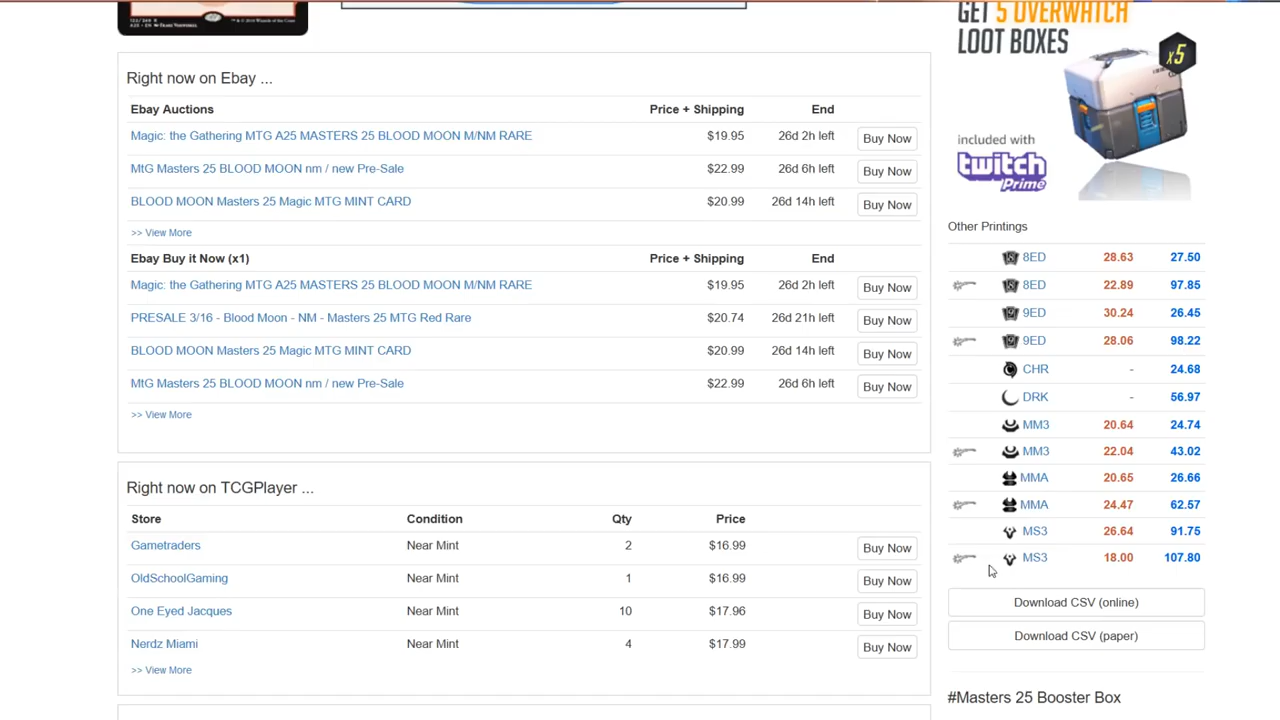 GET 5 OVERWATCH
LOOT BOXES
x5
included with
twitch
Prime
Right now on Ebay ...
Ebay Auctions Price + Shipping End
Magic: the Gathering MTG A25 MASTERS 25 BLOOD MOON M/NM RARE $19.95 26d 2h left Buy Now
MtG Masters 25 BLOOD MOON nm / new Pre-Sale $22.99 26d 6h left Buy Now
BLOOD MOON Masters 25 Magic MTG MINT CARD $20.99 26d 14h left Buy Now
>> View More
Ebay Buy it Now (x1) Price + Shipping End
Magic: the Gathering MTG A25 MASTERS 25 BLOOD MOON M/NM RARE $19.95 26d 2h left Buy Now
PRESALE 3/16 - Blood Moon - NM - Masters 25 MTG Red Rare $20.74 26d 21h left Buy Now
BLOOD MOON Masters 25 Magic MTG MINT CARD $20.99 26d 14h left Buy Now
MtG Masters 25 BLOOD MOON nm / new Pre-Sale $22.99 26d 6h left Buy Now
>> View More
Right now on TCGPlayer ...
Store Condition Qty Price
Gametraders Near Mint 2 $16.99 Buy Now
OldSchoolGaming Near Mint 1 $16.99 Buy Now
One Eyed Jacques Near Mint 10 $17.96 Buy Now
Nerdz Miami Near Mint 4 $17.99 Buy Now
>> View More
Other Printings
8ED 28.63 27.50
8ED 22.89 97.85
9ED 30.24 26.45
9ED 28.06 98.22
CHR - 24.68
DRK - 56.97
MM3 20.64 24.74
MM3 22.04 43.02
MMA 20.65 26.66
MMA 24.47 62.57
MS3 26.64 91.75
MS3 18.00 107.80
Download CSV (online)
Download CSV (paper)
#Masters 25 Booster Box